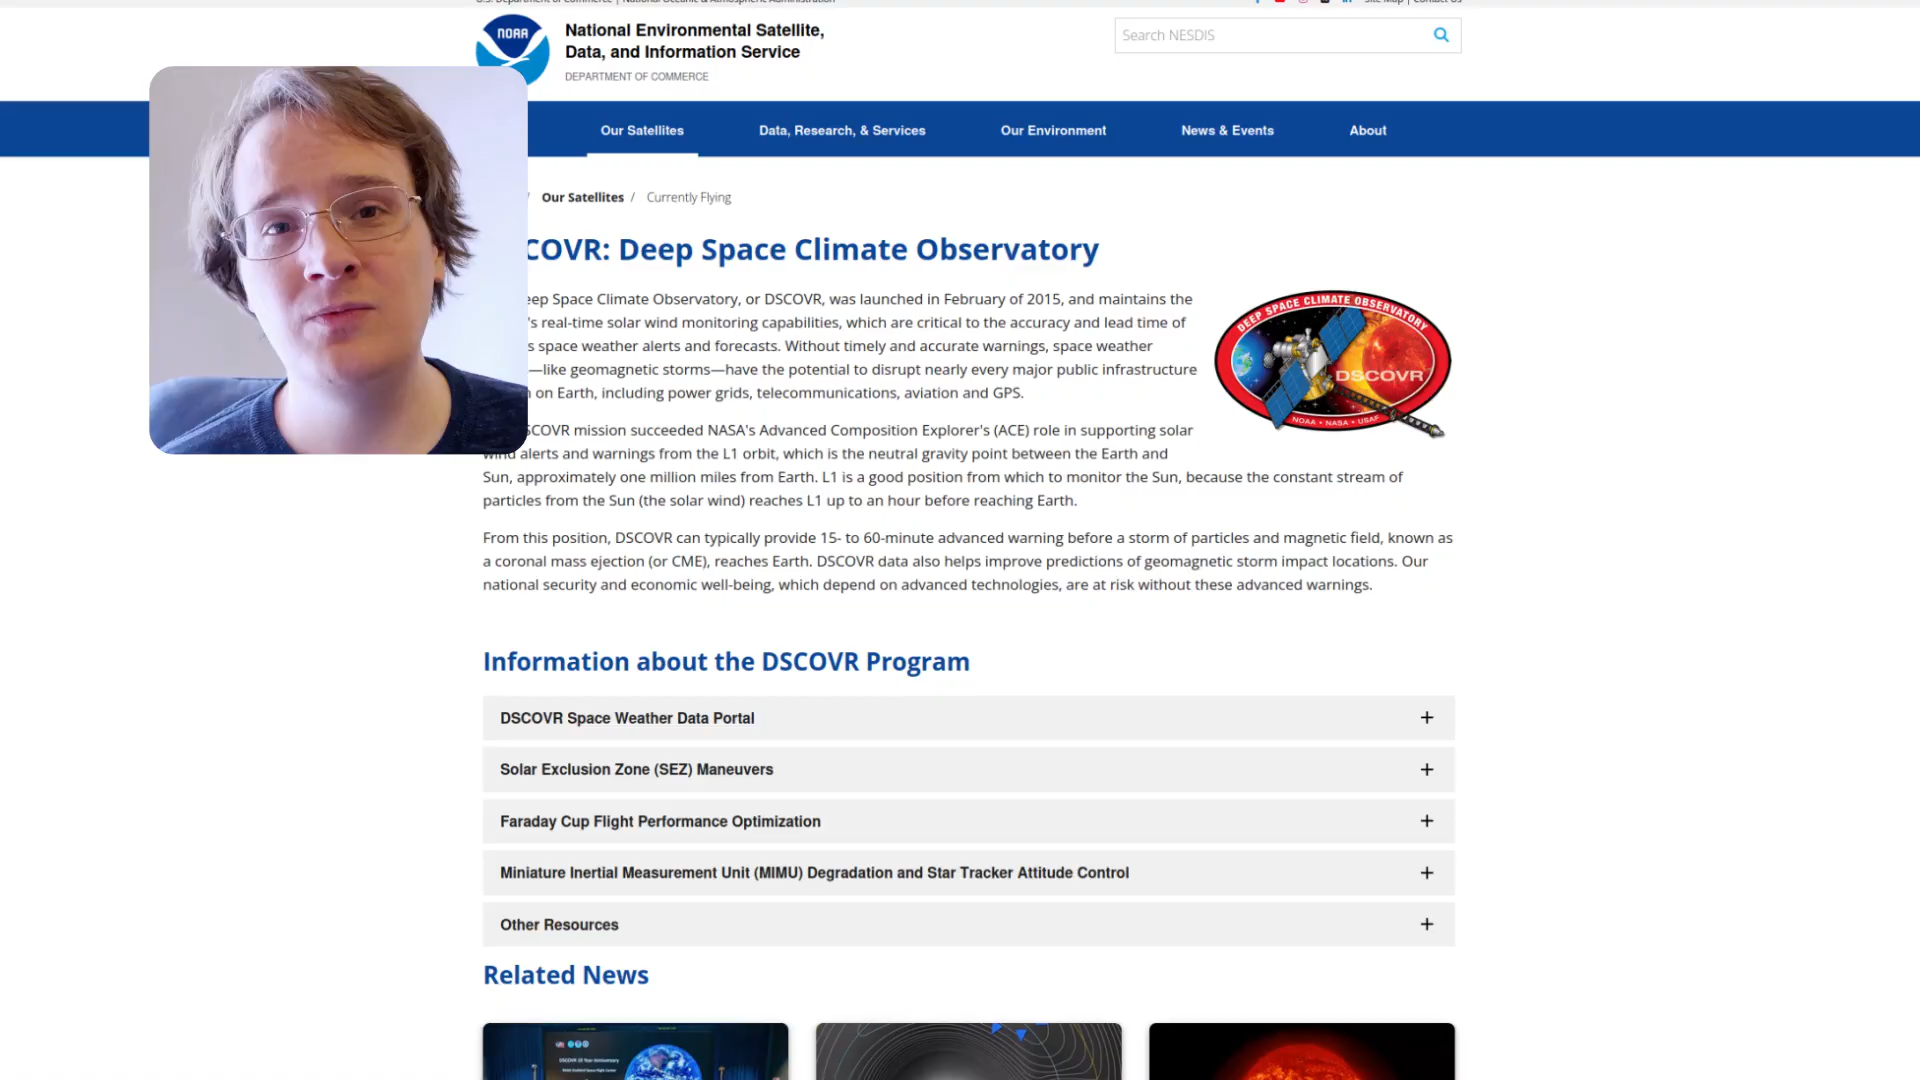 U.S. Department of Commerce | National Oceanic & Atmospheric Administration
Site Map | Contact Us
NOAA
National Environmental Satellite,
Data, and Information Service
DEPARTMENT OF COMMERCE
Search NESDIS
Our Satellites
Data, Research, & Services
Our Environment
News & Events
About
/ Our Satellites / Currently Flying
COVR: Deep Space Climate Observatory
eep Space Climate Observatory, or DSCOVR, was launched in February of 2015, and maintains the
's real-time solar wind monitoring capabilities, which are critical to the accuracy and lead time of
s space weather alerts and forecasts. Without timely and accurate warnings, space weather
—like geomagnetic storms—have the potential to disrupt nearly every major public infrastructure
on Earth, including power grids, telecommunications, aviation and GPS.
DEEP SPACE CLIMATE OBSERVATORY
DSCOVR
NOAA • NASA • USAF
SCOVR mission succeeded NASA's Advanced Composition Explorer's (ACE) role in supporting solar
wind alerts and warnings from the L1 orbit, which is the neutral gravity point between the Earth and
Sun, approximately one million miles from Earth. L1 is a good position from which to monitor the Sun, because the constant stream of
particles from the Sun (the solar wind) reaches L1 up to an hour before reaching Earth.
From this position, DSCOVR can typically provide 15- to 60-minute advanced warning before a storm of particles and magnetic field, known as
a coronal mass ejection (or CME), reaches Earth. DSCOVR data also helps improve predictions of geomagnetic storm impact locations. Our
national security and economic well-being, which depend on advanced technologies, are at risk without these advanced warnings.
Information about the DSCOVR Program
DSCOVR Space Weather Data Portal
Solar Exclusion Zone (SEZ) Maneuvers
Faraday Cup Flight Performance Optimization
Miniature Inertial Measurement Unit (MIMU) Degradation and Star Tracker Attitude Control
Other Resources
Related News
DSCOVR 10 Year Anniversary